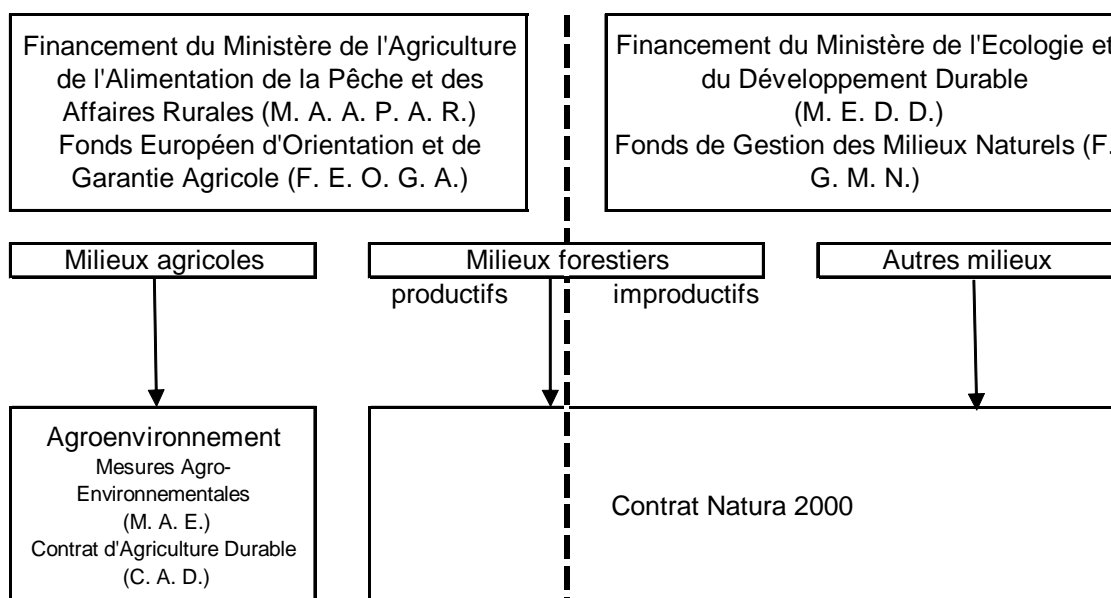 Financement du Ministère de l'Agriculture
de l'Alimentation de la Pêche et des
Affaires Rurales (M. A. A. P. A. R.)
Fonds Européen d'Orientation et de
Garantie Agricole (F. E. O. G. A.)
Financement du Ministère de l'Ecologie et
du Développement Durable
(M. E. D. D.)
Fonds de Gestion des Milieux Naturels (F.
G. M. N.)
Milieux agricoles
Milieux forestiers
Autres milieux
productifs
improductifs
Agroenvironnement
Mesures Agro-
Environnementales
(M. A. E.)
Contrat d'Agriculture Durable
(C. A. D.)
Contrat Natura 2000